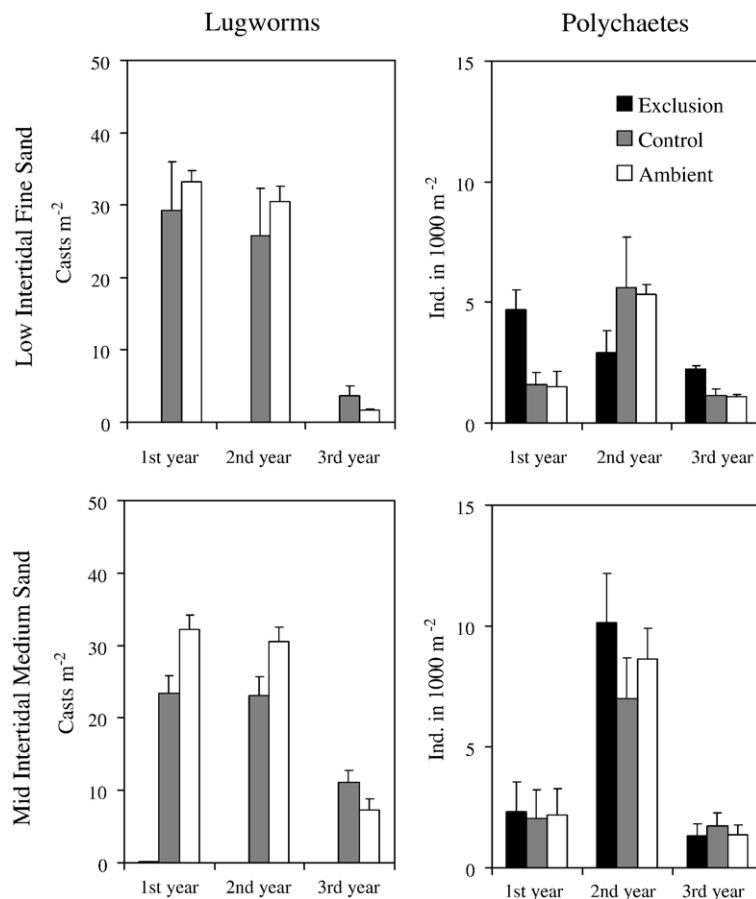 Lugworms
Polychaetes
Low Intertidal Fine Sand
Casts m-2
50
40
30
20
10
0
1st year 2nd year 3rd year
Ind. in 1000 m-2
15
10
5
0
Exclusion
Control
Ambient
1st year 2nd year 3rd year
Mid Intertidal Medium Sand
Casts m-2
50
40
30
20
10
0
1st year 2nd year 3rd year
Ind. in 1000 m-2
15
10
5
0
1st year 2nd year 3rd year